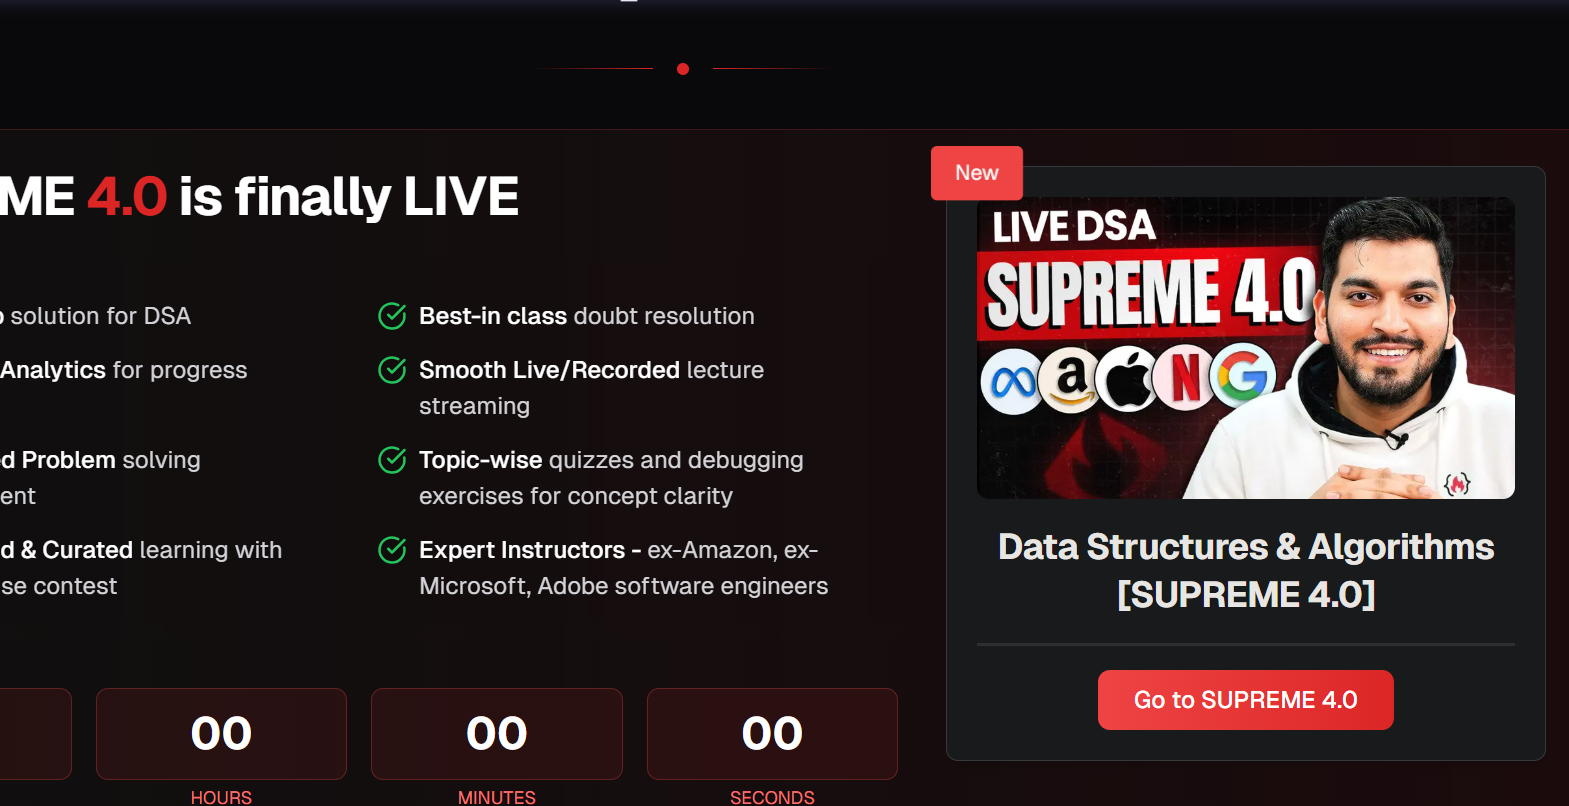 ME 4.0 is finally LIVE
solution for DSA
Analytics for progress
d Problem solving
ent
d & Curated learning with
se contest
Best-in class doubt resolution
Smooth Live/Recorded lecture
streaming
Topic-wise quizzes and debugging
exercises for concept clarity
Expert Instructors - ex-Amazon, ex-
Microsoft, Adobe software engineers
00
HOURS
00
MINUTES
00
SECONDS
New
LIVE DSA
SUPREME 4.0
a
N
G
Data Structures & Algorithms
[SUPREME 4.0]
Go to SUPREME 4.0